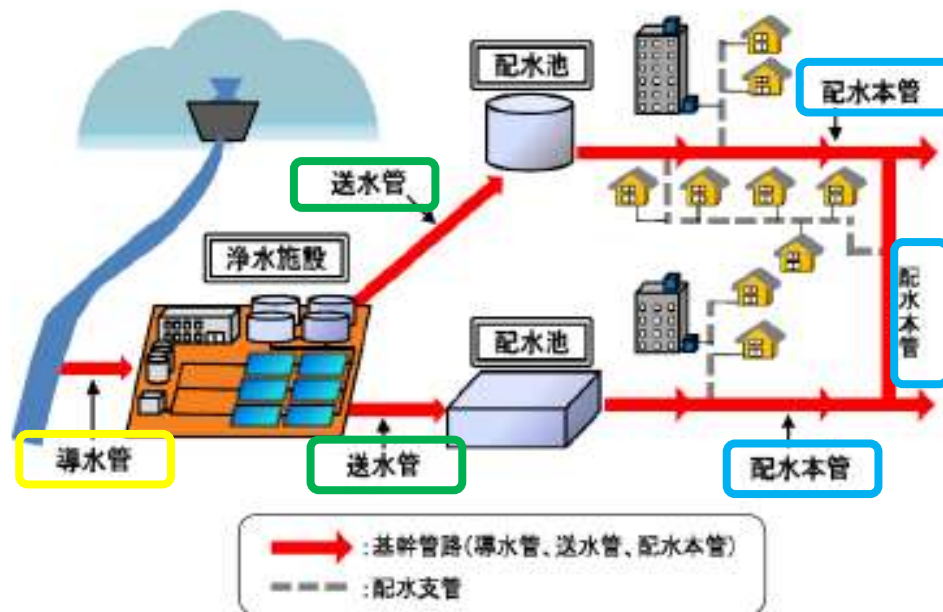 配水池
配水本管
送水管
浄水施設
配水池
配水本管
導水管
送水管
配水本管
:基幹管路(導水管、送水管、配水本管)
:配水支管